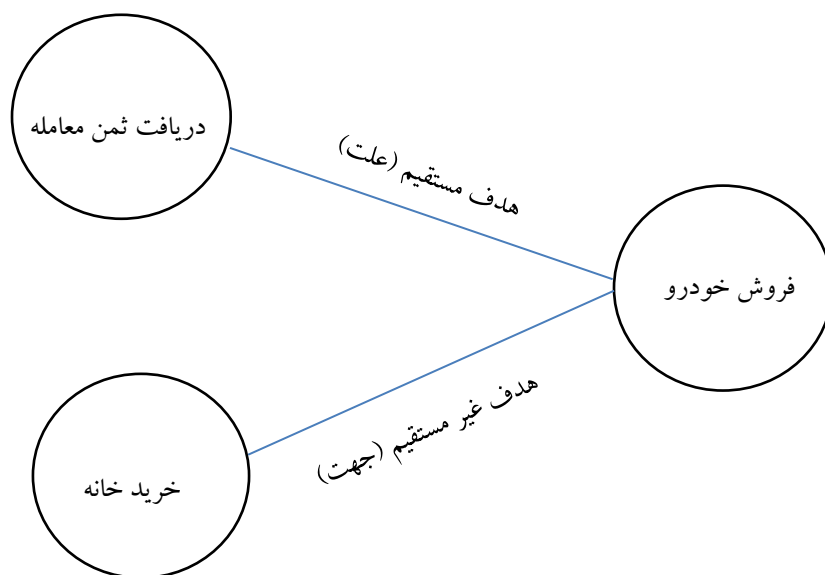 دریافت ثمن معامله
هدف مستقیم (علت)
فروش خودرو
هدف غیر مستقیم (جهت)
خرید خانه